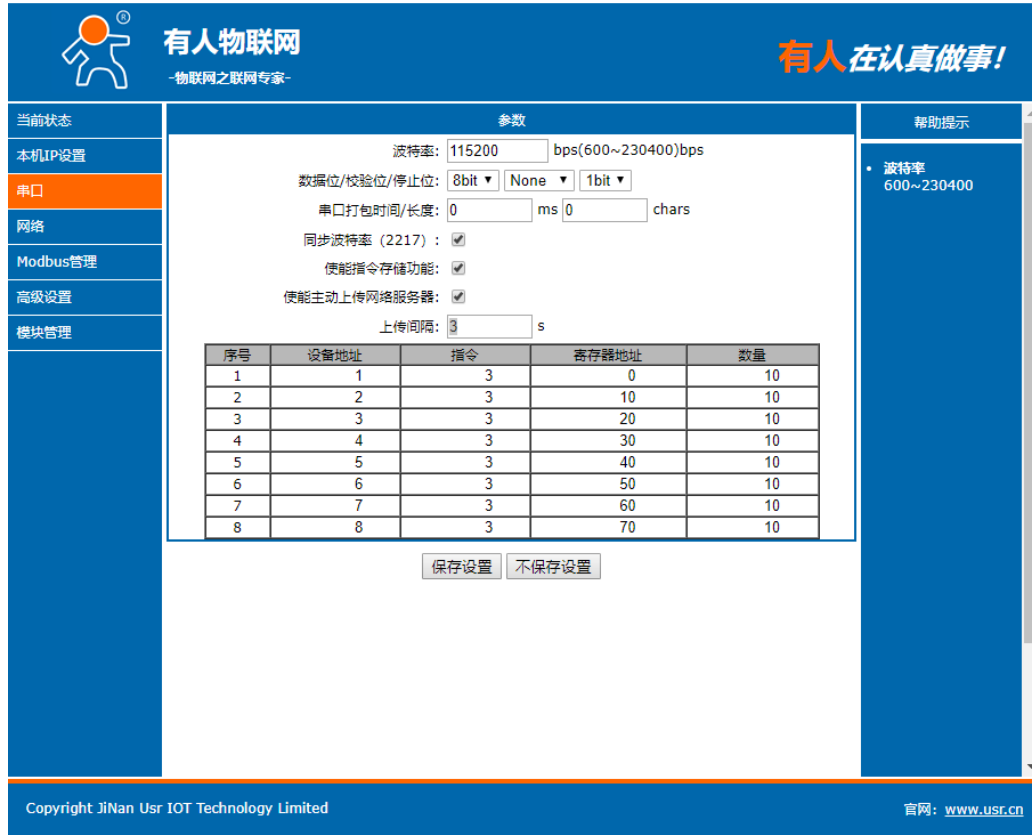 ®
有人物联网
-物联网之联网专家-
有人在认真做事!
当前状态
本机IP设置
串口
网络
Modbus管理
高级设置
模块管理
参数
波特率: 115200 bps(600~230400)bps
数据位/校验位/停止位: 8bit None 1bit
串口打包时间/长度: 0 ms 0 chars
同步波特率（2217）:
使能指令存储功能:
使能主动上传网络服务器:
上传间隔: 3 s
序号 设备地址 指令 寄存器地址 数量
1 1 3 0 10
2 2 3 10 10
3 3 3 20 10
4 4 3 30 10
5 5 3 40 10
6 6 3 50 10
7 7 3 60 10
8 8 3 70 10
保存设置 不保存设置
帮助提示
• 波特率
600~230400
Copyright JiNan Usr IOT Technology Limited
官网: www.usr.cn